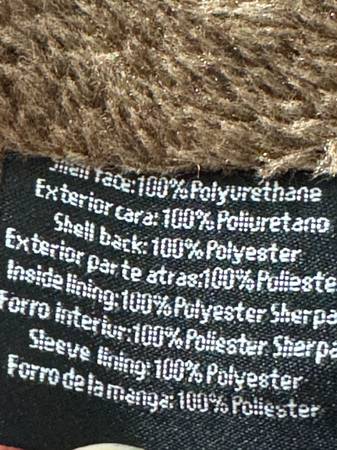 Shell face:100% Polyurethane
Exterior cara: 100% Poliuretano
Shell back: 100% Polyester
Exterior parte atras:100% Polieste
Inside lining:100% Polyester Sherpa
Forro interiur:100% Poliester Sherpa
Sleeve lining: 100% Polyester
Forro de la manga: 100% Poliester